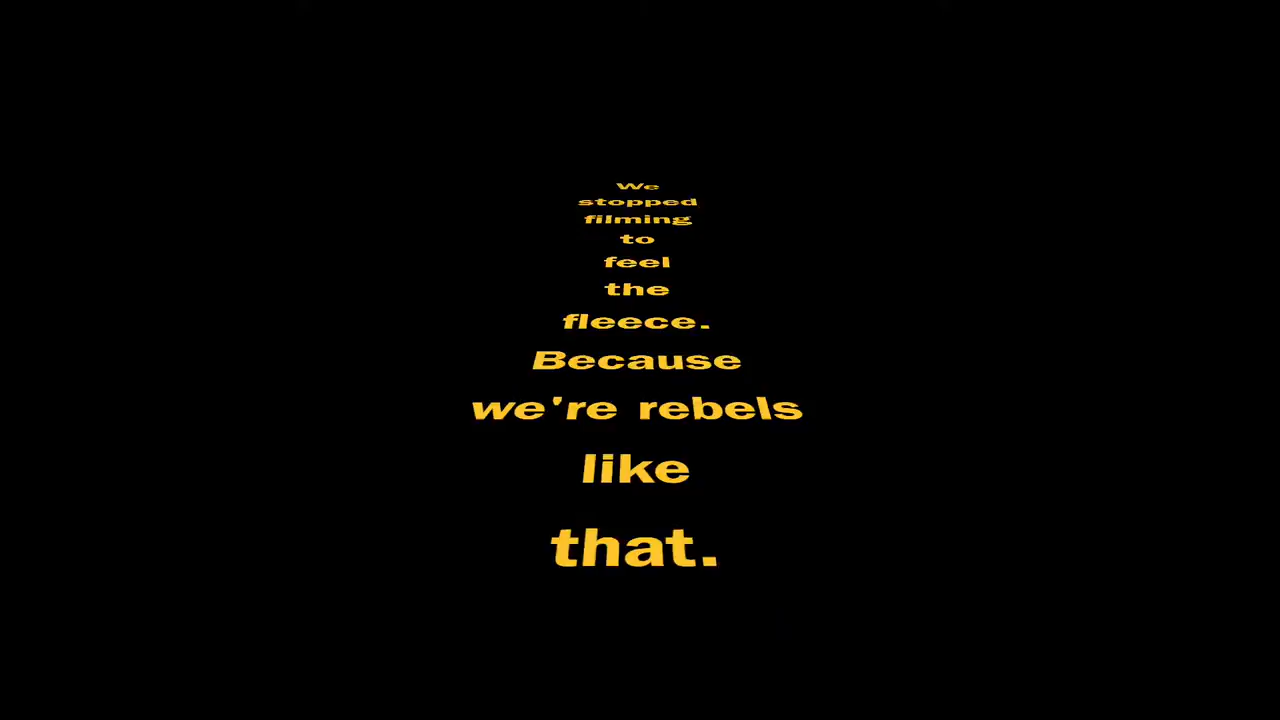 We
stopped
filming
to
feel
the
fleece.
Because
we're rebels
like
that.